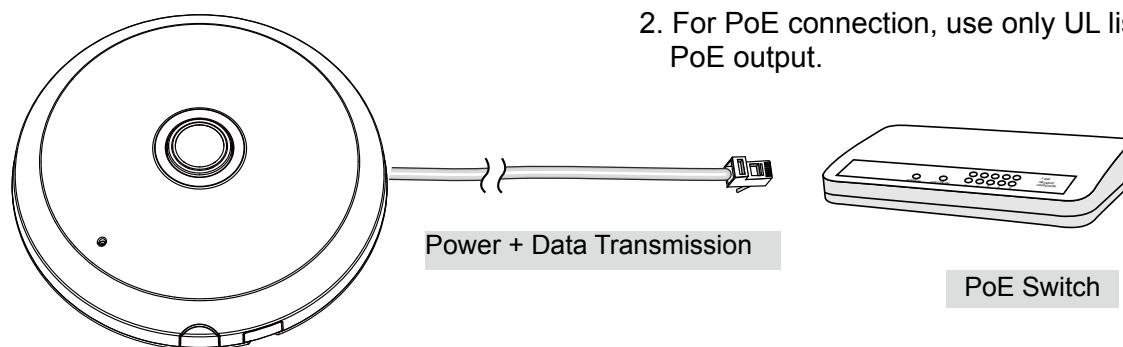 2. For PoE connection, use only UL lis
PoE output.
Power + Data Transmission
PoE Switch